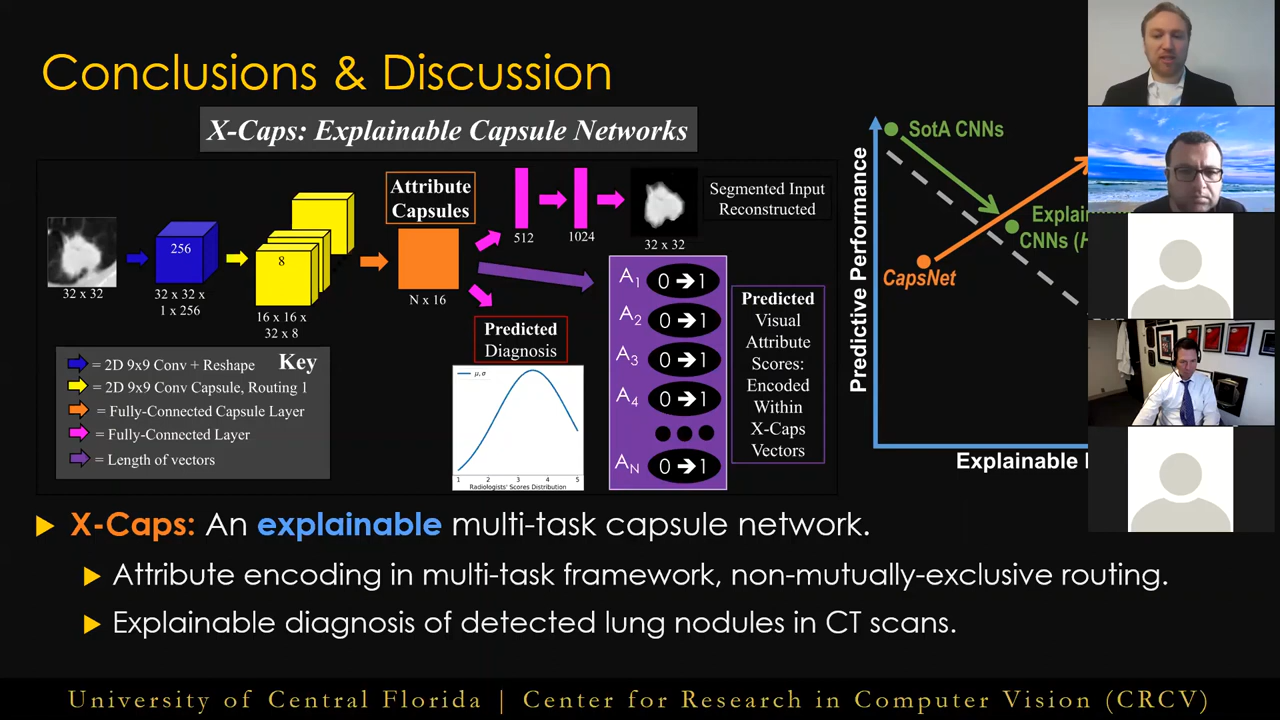 Conclusions & Discussion
X-Caps: Explainable Capsule Networks
32 x 32
256
32 x 32 x
1 x 256
8
16 x 16 x
32 x 8
Attribute
Capsules
N x 16
512
1024
32 x 32
Segmented Input
Reconstructed
Predicted
Diagnosis
μ, σ
1 2 3 4 5
Radiologists' Scores Distribution
A1 0 → 1
A2 0 → 1
A3 0 → 1
A4 0 → 1
AN 0 → 1
Predicted
Visual
Attribute
Scores:
Encoded
Within
X-Caps
Vectors
Key
= 2D 9x9 Conv + Reshape
= 2D 9x9 Conv Capsule, Routing 1
= Fully-Connected Capsule Layer
= Fully-Connected Layer
= Length of vectors
Predictive Performance
SotA CNNs
CapsNet
CNNs (
Explainable
X-Caps: An explainable multi-task capsule network.
Attribute encoding in multi-task framework, non-mutually-exclusive routing.
Explainable diagnosis of detected lung nodules in CT scans.
University of Central Florida | Center for Research in Computer Vision (CRCV)